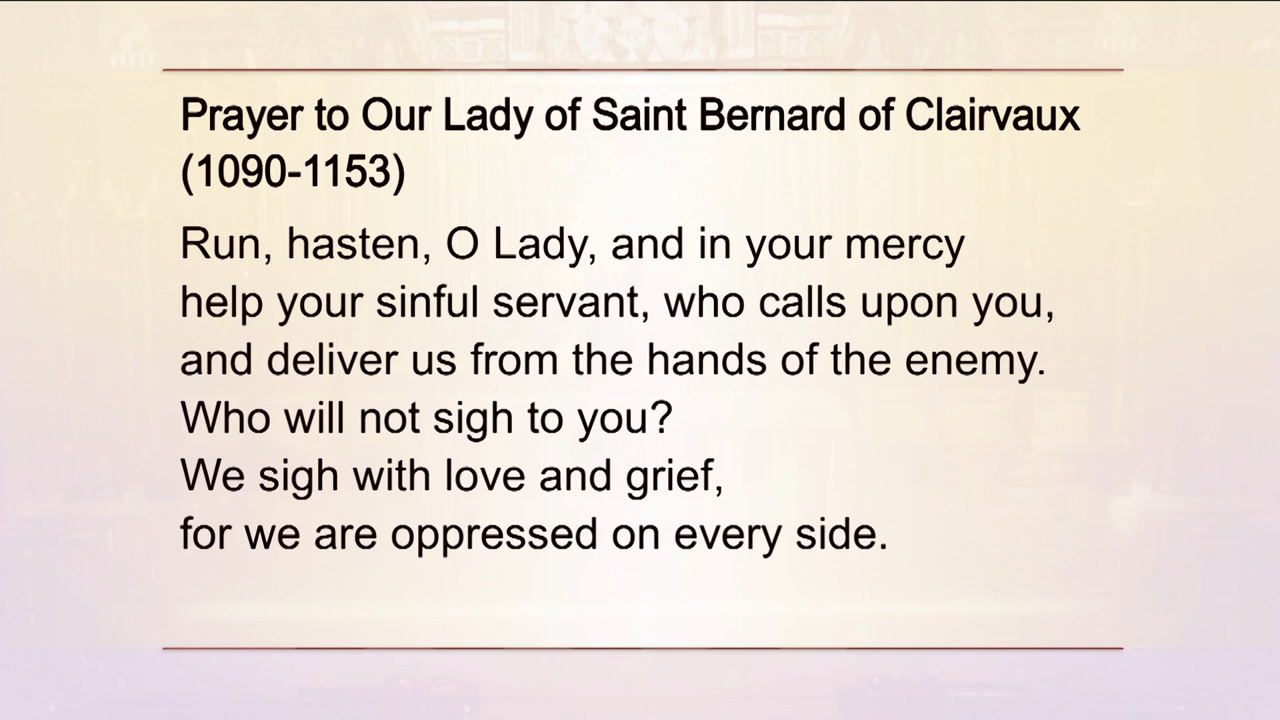 Prayer to Our Lady of Saint Bernard of Clairvaux
(1090-1153)
Run, hasten, O Lady, and in your mercy
help your sinful servant, who calls upon you,
and deliver us from the hands of the enemy.
Who will not sigh to you?
We sigh with love and grief,
for we are oppressed on every side.